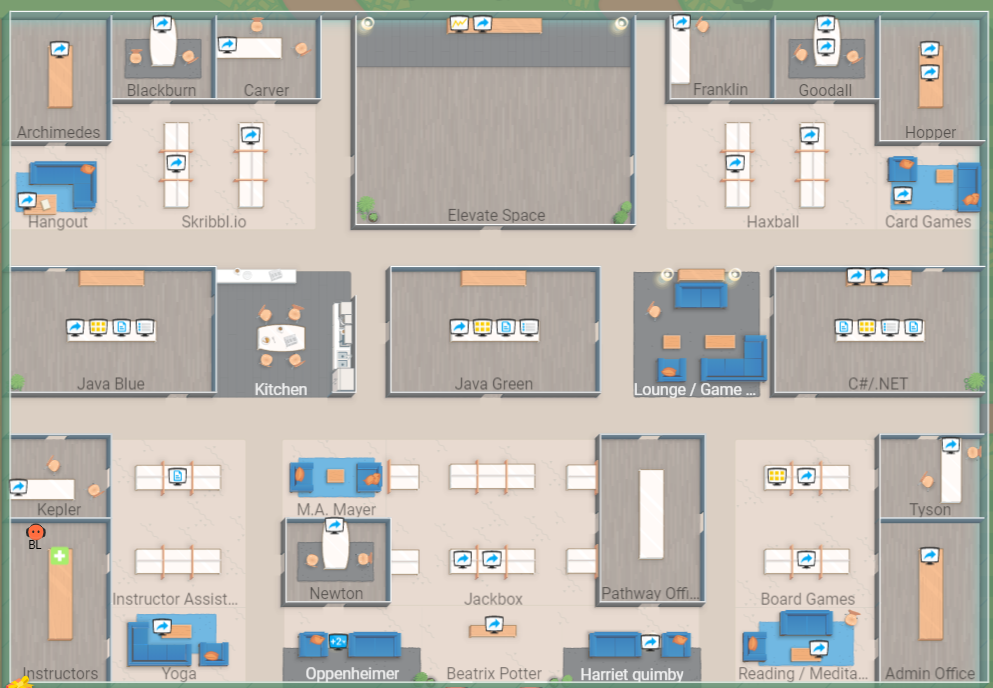 Blackburn
Carver
Franklin
Goodall
Archimedes
Hopper
Hangout
Skribbl.io
Elevate Space
Haxball
Card Games
Java Blue
Kitchen
Java Green
Lounge / Game ...
C#/.NET
Kepler
M.A. Mayer
Tyson
BL
Newton
Instructor Assist...
Jackbox
Pathway Offi...
Board Games
+2+
Instructors
Yoga
Oppenheimer
Beatrix Potter
Harriet quimby
Reading / Medita...
Admin Office